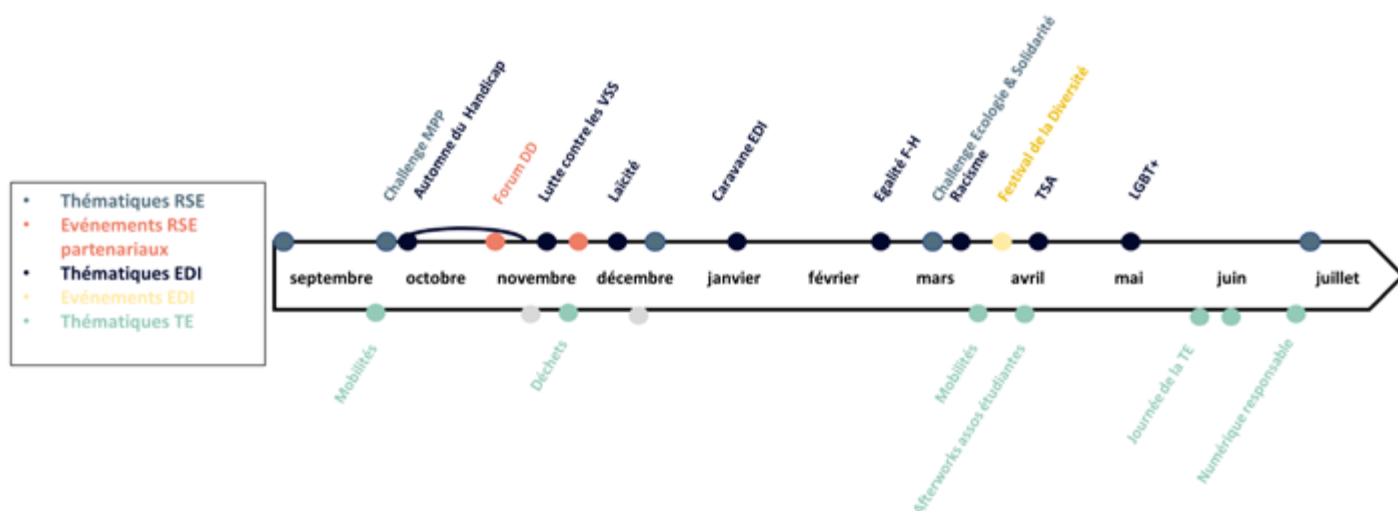 Thématiques RSE
Evénements RSE
partenariaux
Thématiques EDI
Evénements EDI
Thématiques TE
Challenge MPP
Automne du Handicap
Forum DD
Lutte contre les VSS
Laïcité
Caravane EDI
Egalité F-H
Challenge Ecologie & Solidarité
Racisme
Festival de la Diversité
TSA
LGBT+
septembre
octobre
novembre
décembre
janvier
février
mars
avril
mai
juin
juillet
Mobilités
Déchets
Mobilités
Afterworks assos étudiantes
Journée de la TE
Numérique responsable